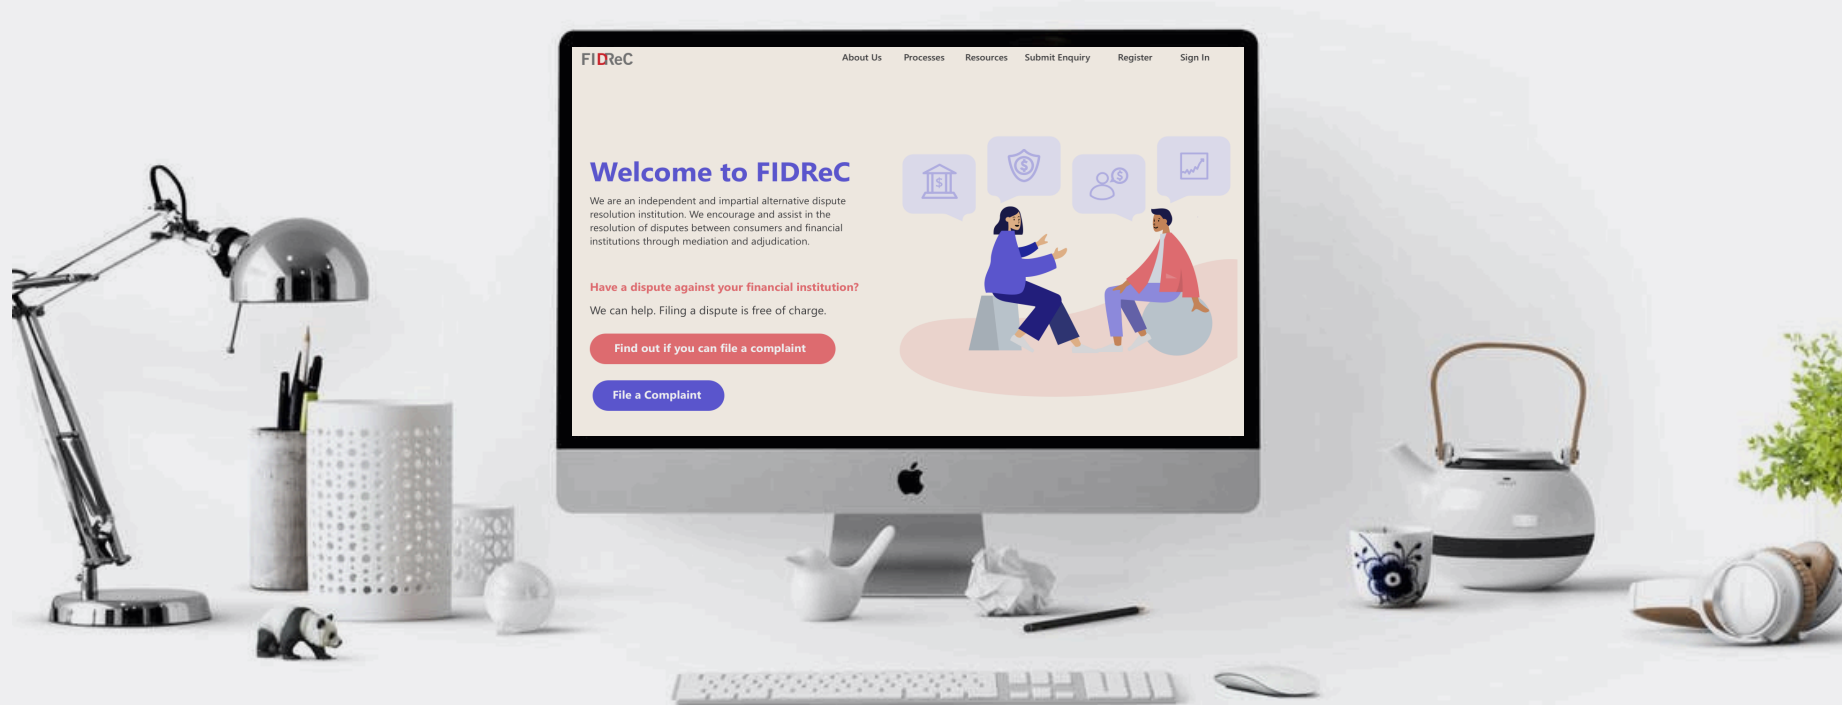 FIDReC
About Us Processes Resources Submit Enquiry Register Sign In
Welcome to FIDReC
We are an independent and impartial alternative dispute
resolution institution. We encourage and assist in the
resolution of disputes between consumers and financial
institutions through mediation and adjudication.
Have a dispute against your financial institution?
We can help. Filing a dispute is free of charge.
Find out if you can file a complaint
File a Complaint